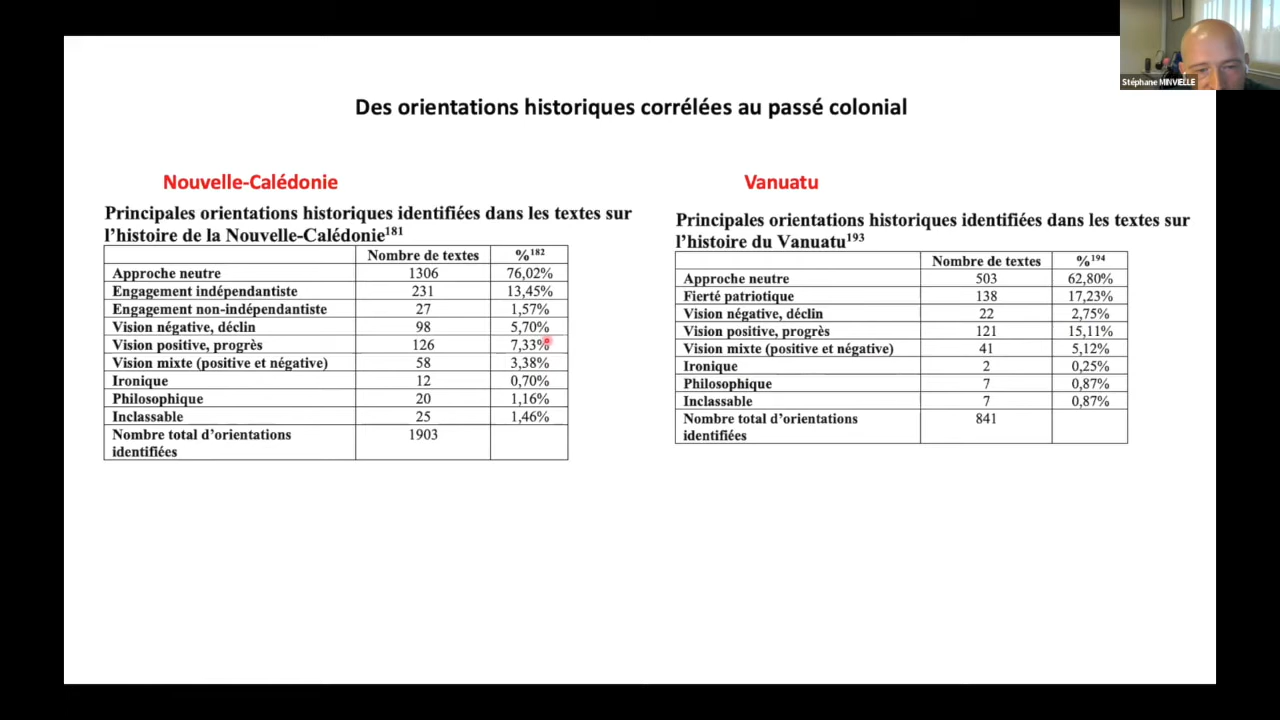 Stéphane MINVIELLE
Des orientations historiques corrélées au passé colonial
Nouvelle-Calédonie
Principales orientations historiques identifiées dans les textes sur
l'histoire de la Nouvelle-Calédonie181
Nombre de textes %182
Approche neutre 1306 76,02%
Engagement indépendantiste 231 13,45%
Engagement non-indépendantiste 27 1,57%
Vision négative, déclin 98 5,70%
Vision positive, progrès 126 7,33%
Vision mixte (positive et négative) 58 3,38%
Ironique 12 0,70%
Philosophique 20 1,16%
Inclassable 25 1,46%
Nombre total d'orientations 1903
identifiées
Vanuatu
Principales orientations historiques identifiées dans les textes sur
l'histoire du Vanuatu193
Nombre de textes %194
Approche neutre 503 62,80%
Fierté patriotique 138 17,23%
Vision négative, déclin 22 2,75%
Vision positive, progrès 121 15,11%
Vision mixte (positive et négative) 41 5,12%
Ironique 2 0,25%
Philosophique 7 0,87%
Inclassable 7 0,87%
Nombre total d'orientations 841
identifiées